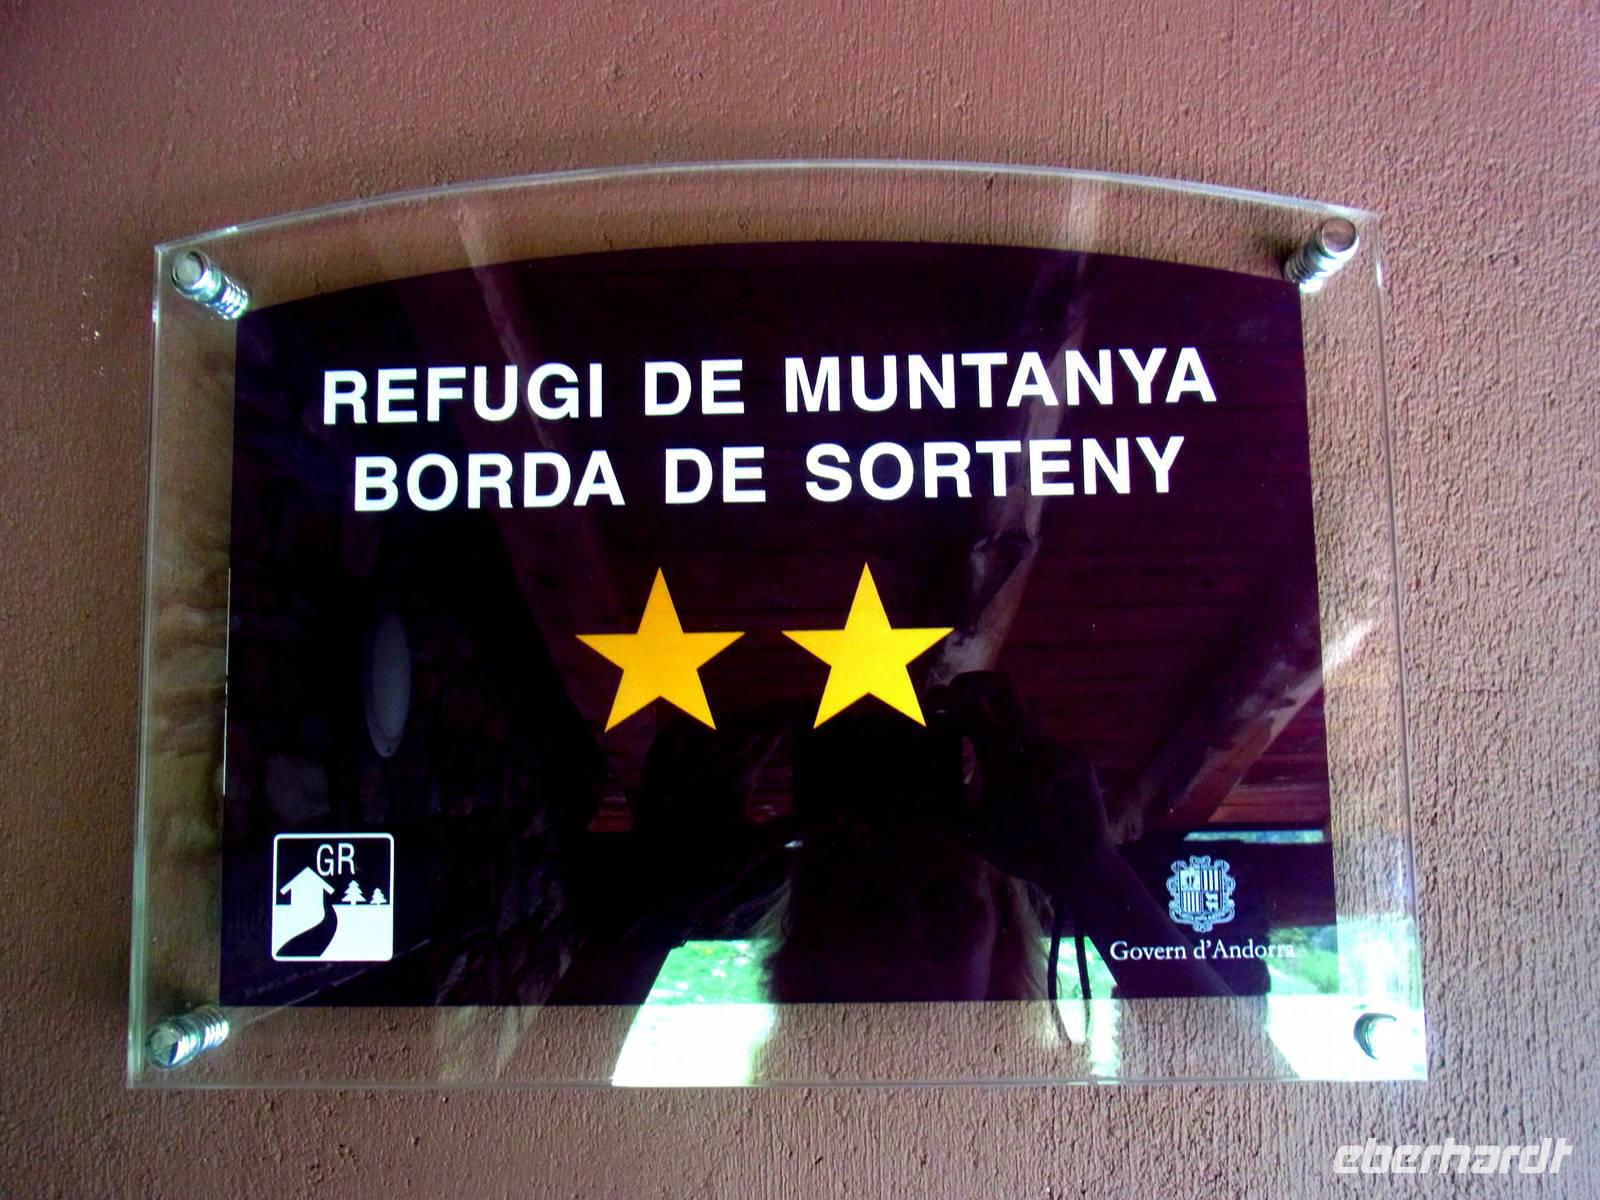 REFUGI DE MUNTANYA
BORDA DE SORTENY
GR
Govern d'Andorra
eberhardt